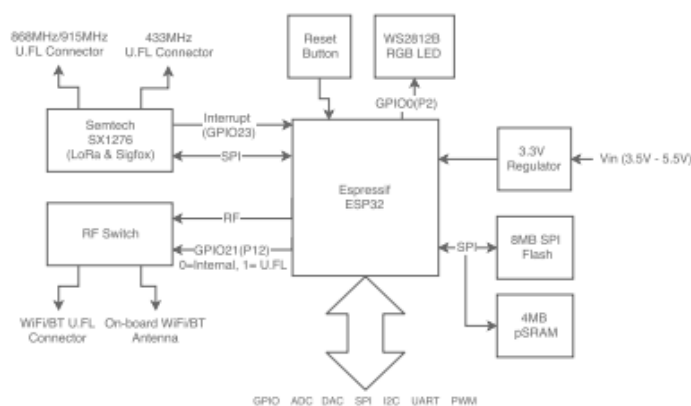 868MHz/915MHz
U.FL Connector
433MHz
U.FL Connector
Reset
Button
WS2812B
RGB LED
GPIO0(P2)
Semtech
SX1276
(LoRa & Sigfox)
Interrupt
(GPIO23)
SPI
Espressif
ESP32
3.3V
Regulator
Vin (3.5V - 5.5V)
RF Switch
RF
GPIO21(P12)
0=Internal, 1= U.FL
SPI
8MB SPI
Flash
4MB
pSRAM
WiFi/BT U.FL
Connector
On-board WiFi/BT
Antenna
GPIO ADC DAC SPI I2C UART PWM